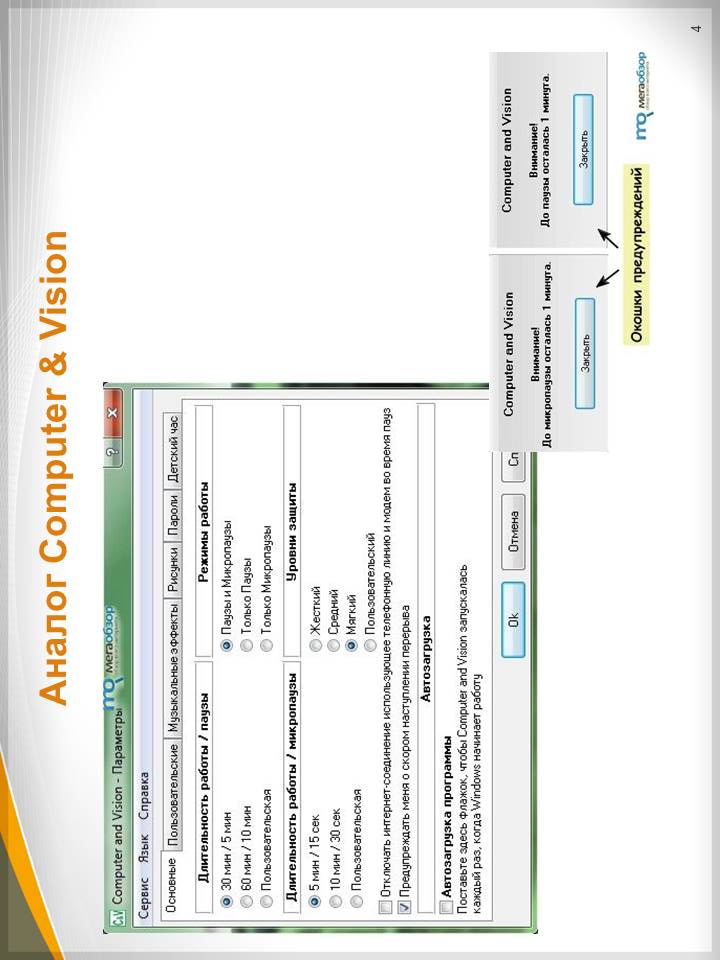 Аналог Computer & Vision
Computer and Vision - Параметры
мегаобзор
Сервис Язык Справка
Основные Пользовательские Музыкальные эффекты Рисунки Пароли Детский час
Длительность работы / паузы
30 мин / 5 мин
60 мин / 10 мин
Пользовательская
Режимы работы
Паузы и Микропаузы
Только Паузы
Только Микропаузы
Длительность работы / микропаузы
5 мин / 15 сек
10 мин / 30 сек
Пользовательская
Уровни защиты
Жесткий
Средний
Мягкий
Пользовательский
Отключать интернет-соединение использующее телефонную линию и модем во время пауз
Предупреждать меня о скором наступлении перерыва
Автозагрузка
Автозагрузка программы
Поставьте здесь флажок, чтобы Computer and Vision запускалась
каждый раз, когда Windows начинает работу
Ok Отмена Сп
Computer and Vision
Внимание!
До микропаузы осталась 1 минута.
Закрыть
Computer and Vision
Внимание!
До паузы осталась 1 минута.
Закрыть
Окошки предупреждений
мегаобзор
4